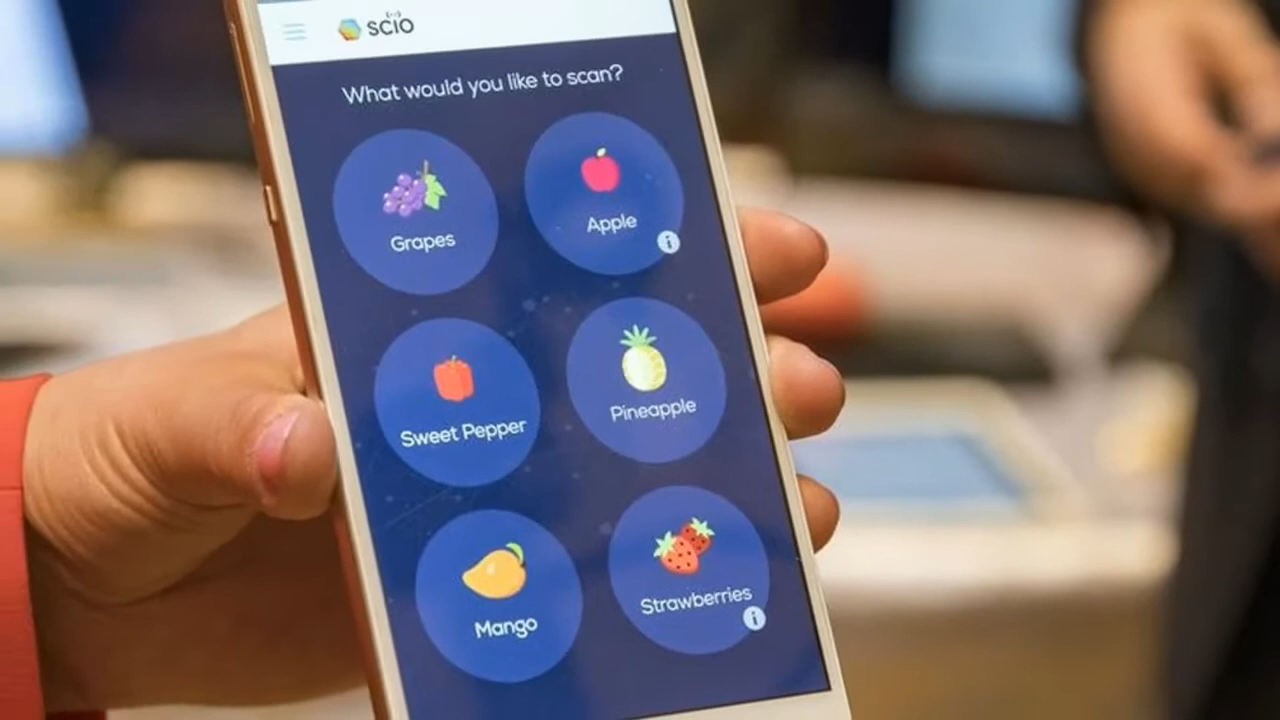 SCiO
What would you like to scan?
Grapes
Apple
i
Sweet Pepper
Pineapple
Mango
Strawberries
i